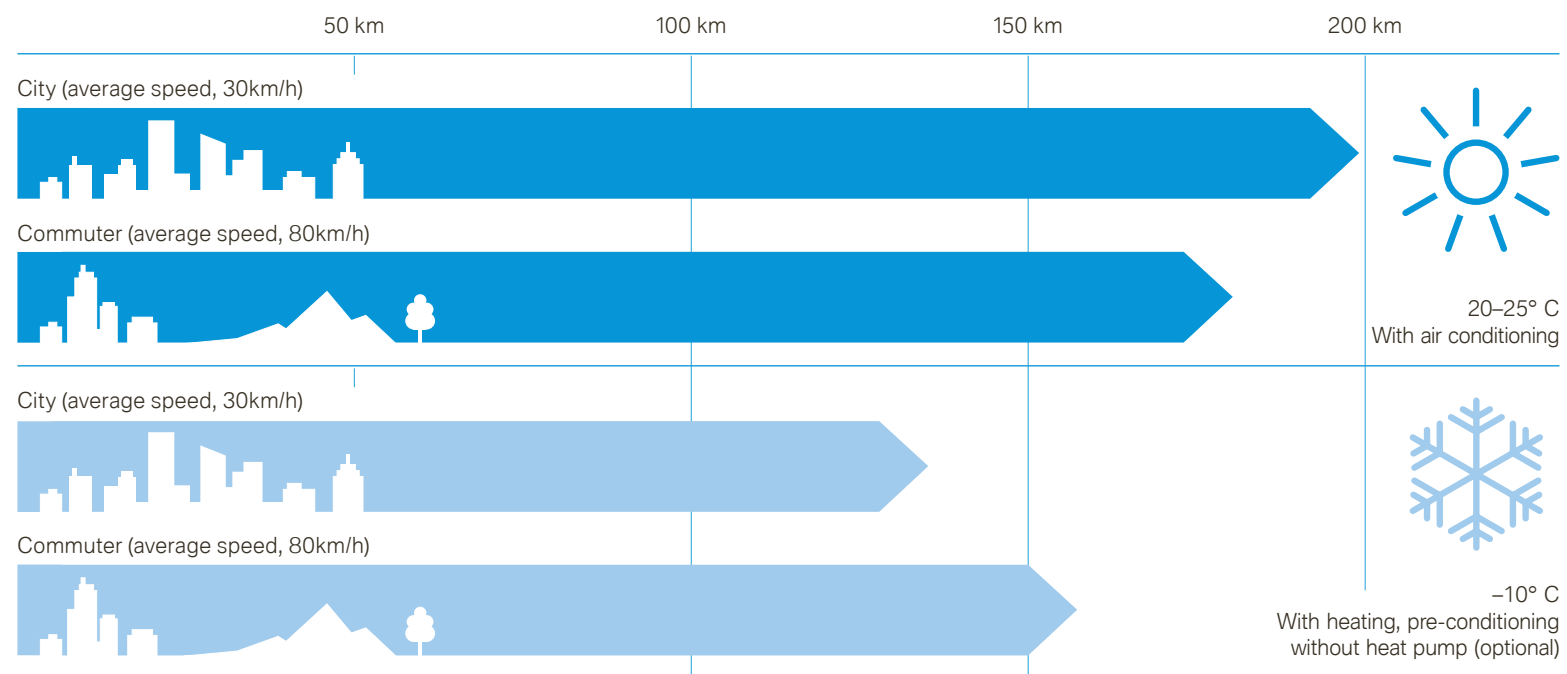 50 km 100 km 150 km 200 km
City (average speed, 30km/h)
Commuter (average speed, 80km/h)
20–25° C
With air conditioning
City (average speed, 30km/h)
Commuter (average speed, 80km/h)
–10° C
With heating, pre-conditioning
without heat pump (optional)